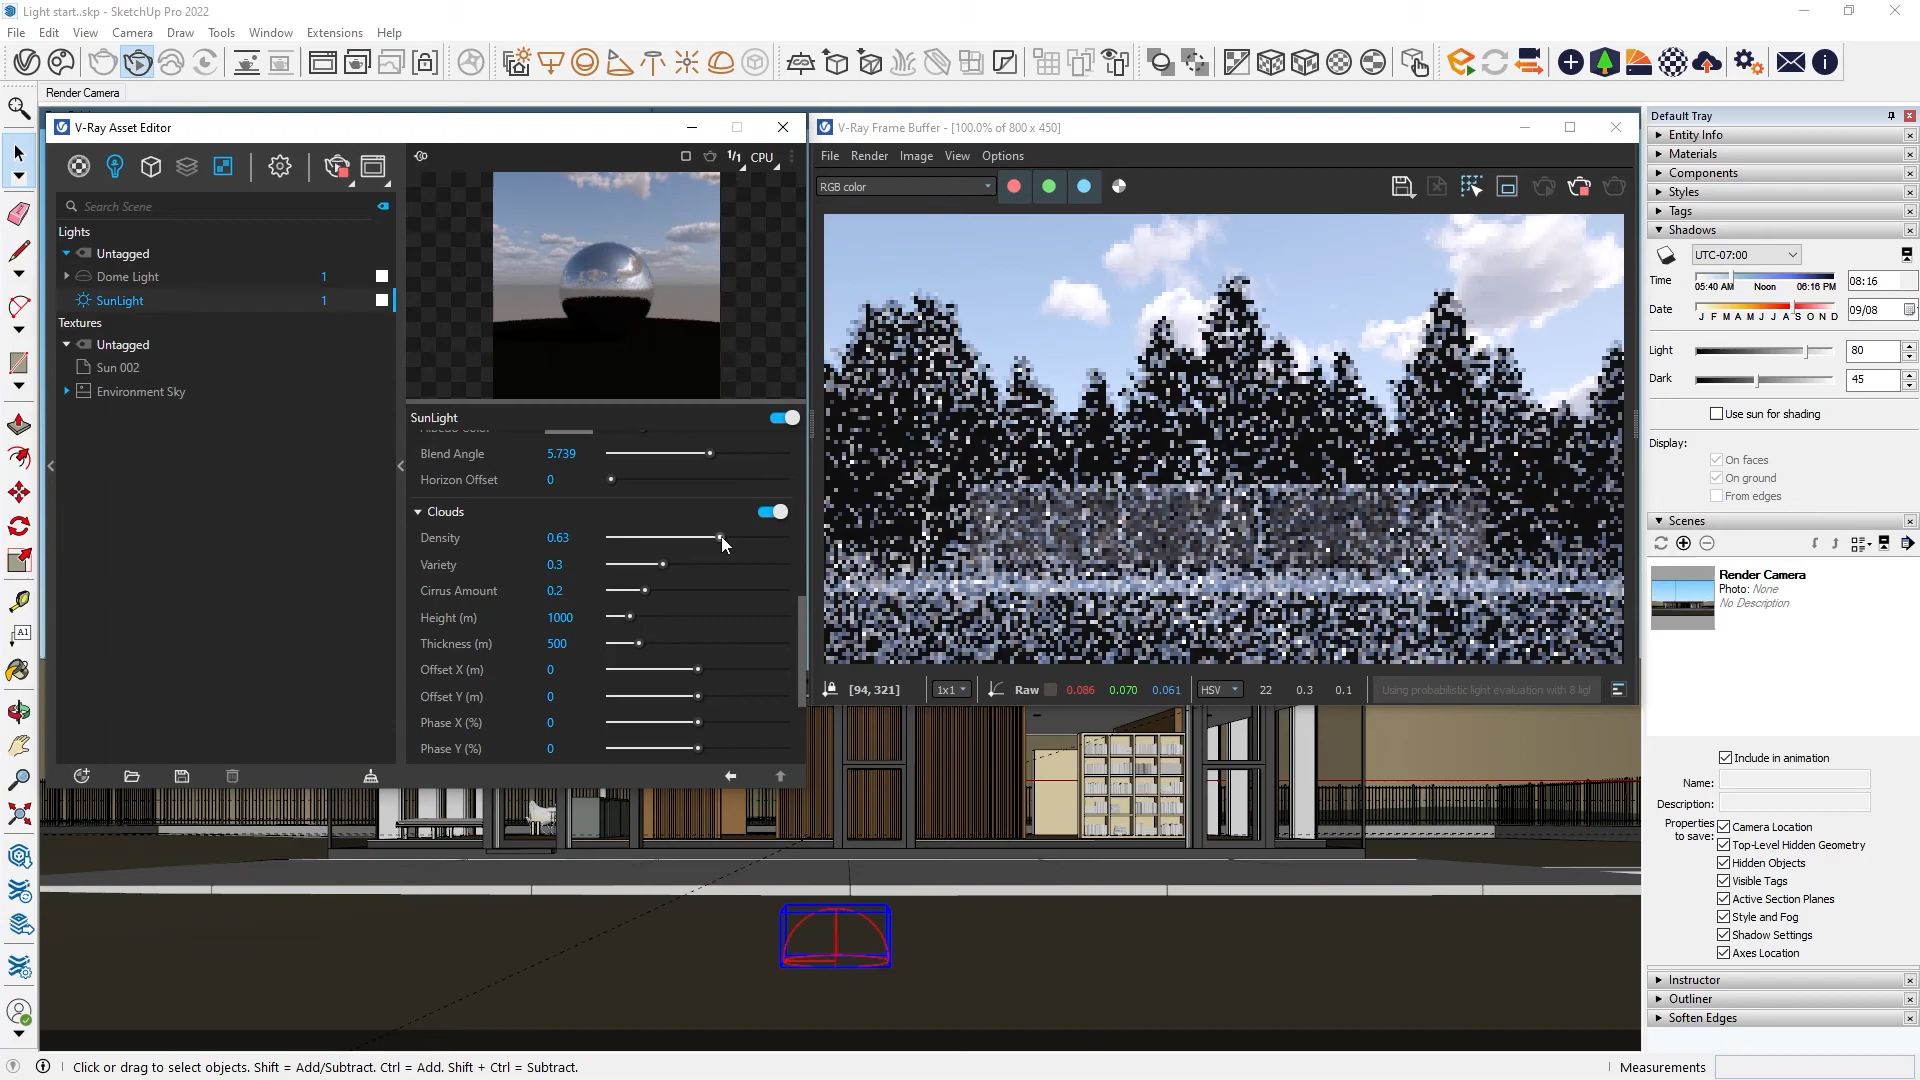 Light start..skp - SketchUp Pro 2022
File Edit View Camera Draw Tools Window Extensions Help
Render Camera
V-Ray Asset Editor
1/1 CPU
Search Scene
Lights
Untagged
Dome Light 1
SunLight 1
Textures
Untagged
Sun 002
Environment Sky
SunLight
Blend Angle 5.739
Horizon Offset 0
Clouds
Density 0.63
Variety 0.3
Cirrus Amount 0.2
Height (m) 1000
Thickness (m) 500
Offset X (m) 0
Offset Y (m) 0
Phase X (%) 0
Phase Y (%) 0
V-Ray Frame Buffer - [100.0% of 800 x 450]
File Render Image View Options
RGB color
[94, 321] 1x1 Raw 0.086 0.070 0.061 HSV 22 0.3 0.1 Using probabilistic light evaluation with 8 ligl
Default Tray
Entity Info
Materials
Components
Styles
Tags
Shadows
UTC-07:00
Time 05:40 AM Noon 06:16 PM 08:16
Date J F M A M J J A S O N D 09/08
Light 80
Dark 45
Use sun for shading
Display:
On faces
On ground
From edges
Scenes
Render Camera
Photo: None
No Description
Include in animation
Name:
Description:
Properties to save:
Camera Location
Top-Level Hidden Geometry
Hidden Objects
Visible Tags
Active Section Planes
Style and Fog
Shadow Settings
Axes Location
Instructor
Outliner
Soften Edges
A1
Click or drag to select objects. Shift = Add/Subtract. Ctrl = Add. Shift + Ctrl = Subtract.
Measurements